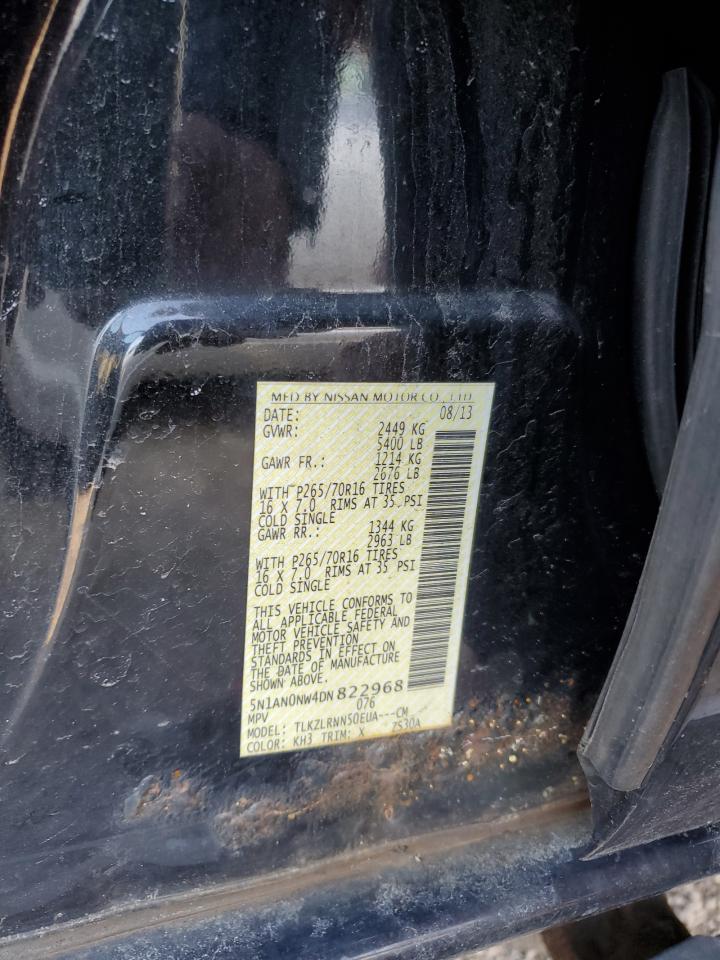 MFD BY NISSAN MOTOR CO., LTD.
DATE: 08/13
GVWR: 2449 KG
5400 LB
GAWR FR.: 1214 KG
2676 LB
WITH P265/70R16 TIRES
16 X 7.0 RIMS AT 35 PSI
COLD SINGLE
GAWR RR.: 1344 KG
2963 LB
WITH P265/70R16 TIRES
16 X 7.0 RIMS AT 35 PSI
COLD SINGLE
THIS VEHICLE CONFORMS TO
ALL APPLICABLE FEDERAL
MOTOR VEHICLE SAFETY AND
THEFT PREVENTION
STANDARDS IN EFFECT ON
THE DATE OF MANUFACTURE
SHOWN ABOVE.
5N1AN0NW4DN 822968
MPV 076
MODEL: TLKZLRNN50EUA---CM
COLOR: KH3 TRIM: X ZS30A